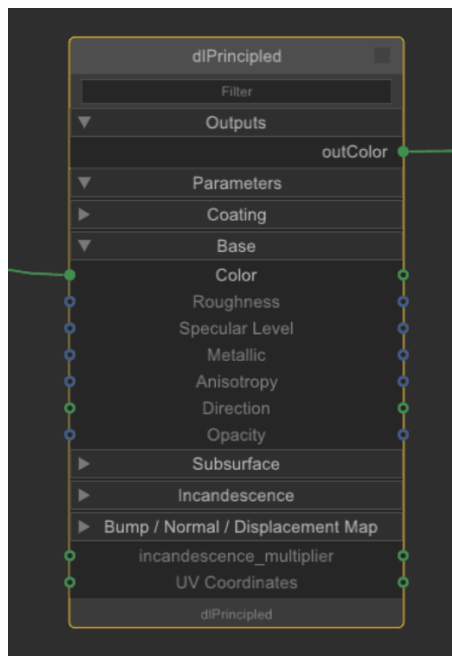 dlPrincipled
Filter
Outputs
outColor
Parameters
Coating
Base
Color
Roughness
Specular Level
Metallic
Anisotropy
Direction
Opacity
Subsurface
Incandescence
Bump / Normal / Displacement Map
incandescence_multiplier
UV Coordinates
dlPrincipled